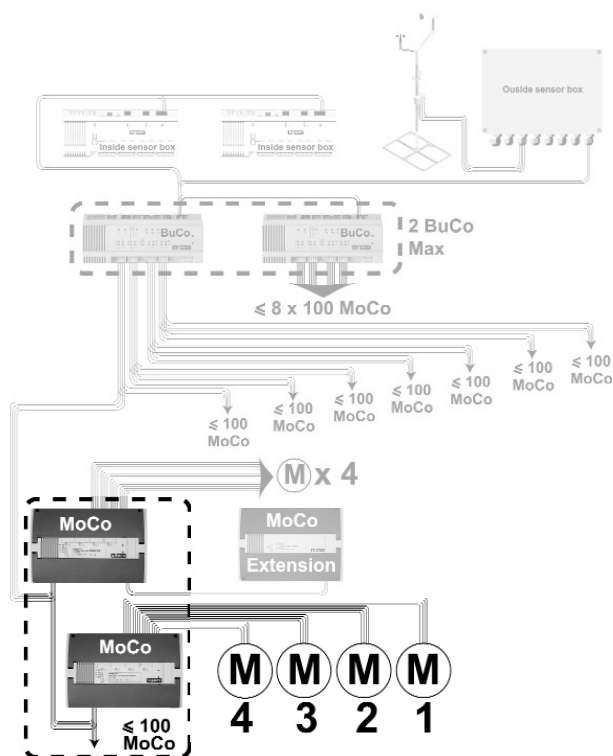 Ouside sensor box
Inside sensor box
Inside sensor box
BuCo.
BuCo.
2 BuCo
Max
⩽ 8 x 100 MoCo
⩽ 100
MoCo
⩽ 100
MoCo
⩽ 100
MoCo
⩽ 100
MoCo
⩽ 100
MoCo
⩽ 100
MoCo
⩽ 100
MoCo
M x 4
MoCo
MoCo
Extension
MoCo
M M M M
4 3 2 1
⩽ 100
MoCo